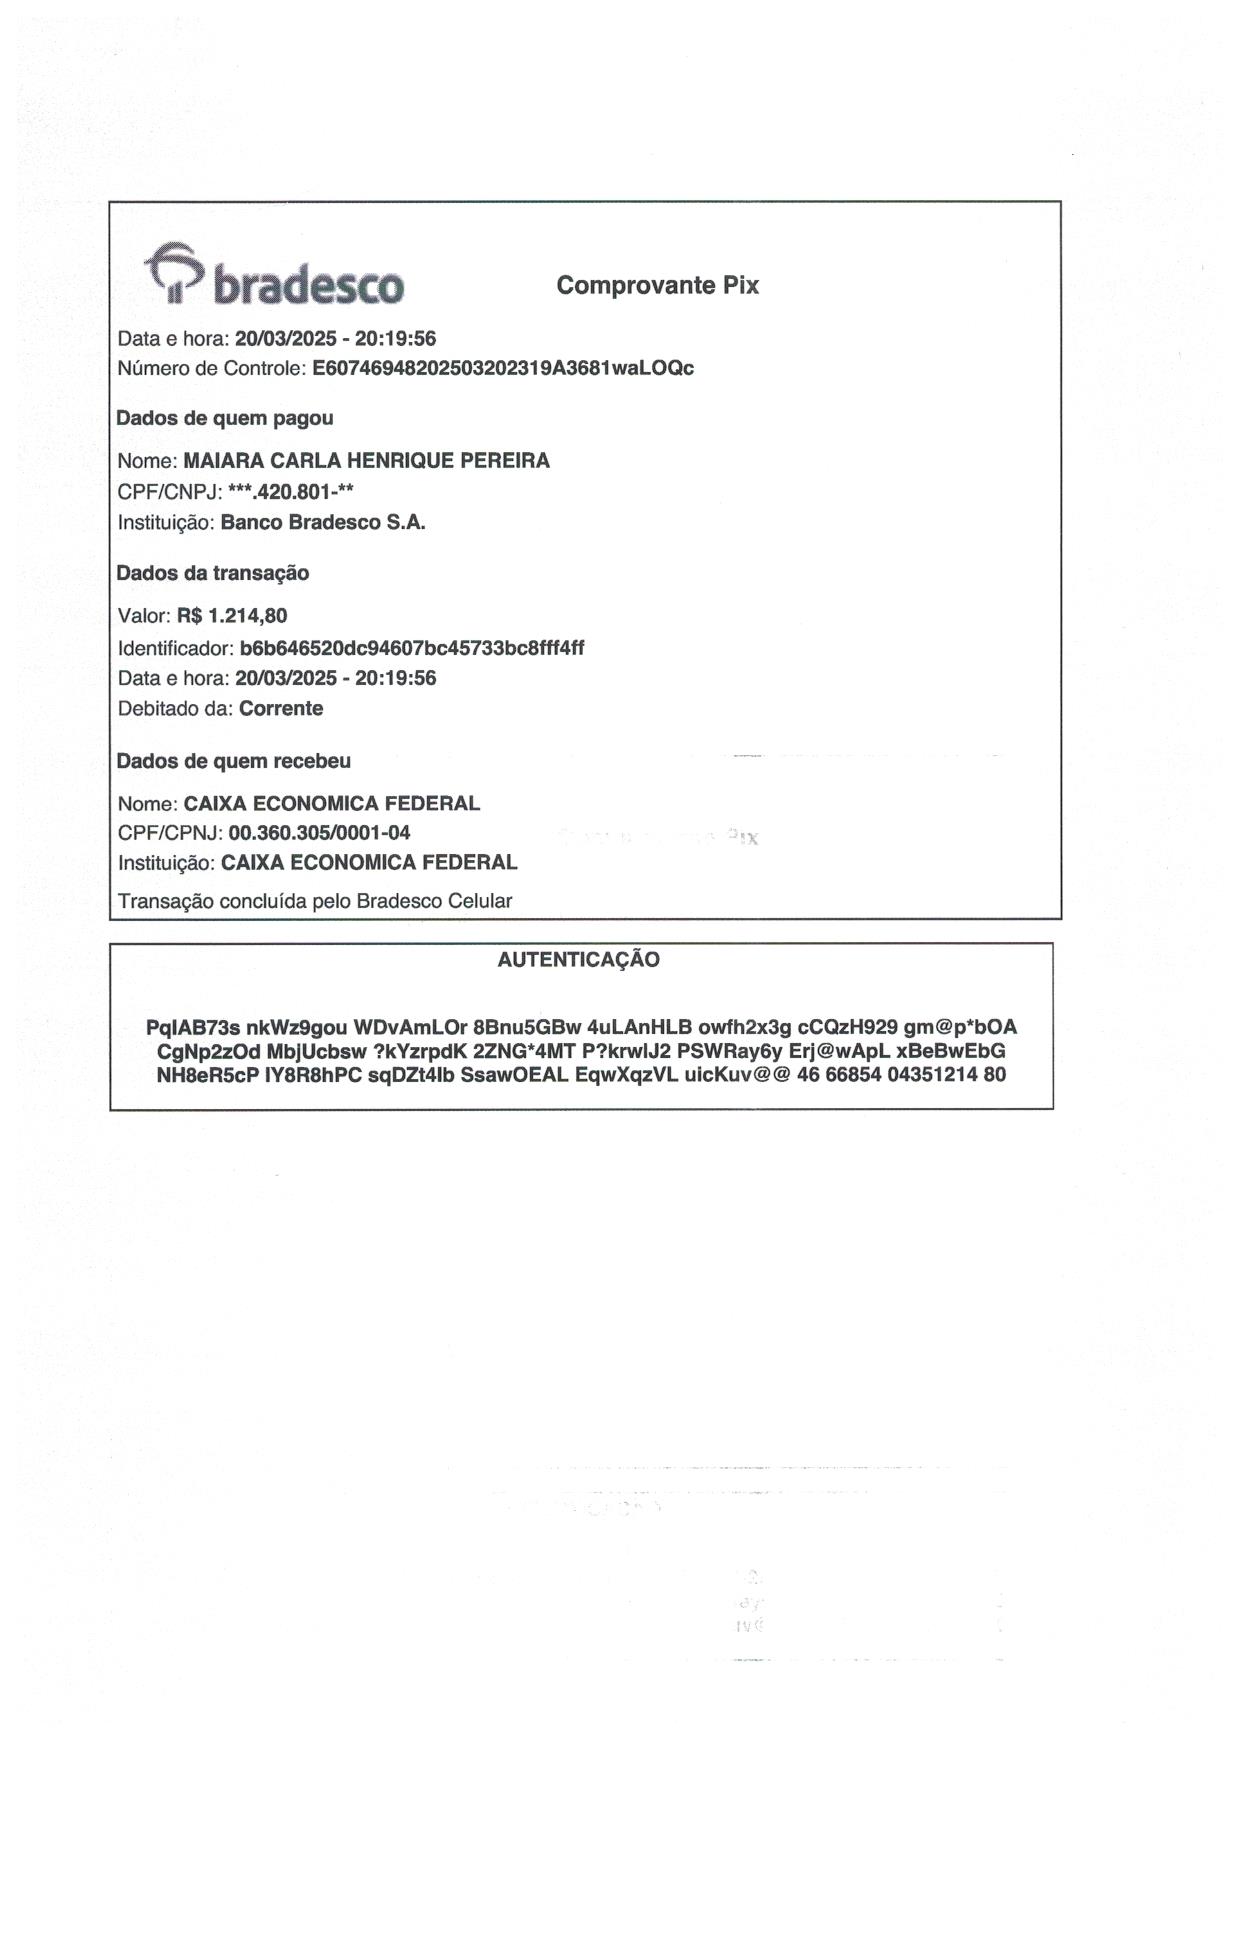 bradesco
Comprovante Pix
Data e hora: 20/03/2025 - 20:19:56
Número de Controle: E60746948202503202319A3681waLOQc
Dados de quem pagou
Nome: MAIARA CARLA HENRIQUE PEREIRA
CPF/CNPJ: ***.420.801-**
Instituição: Banco Bradesco S.A.
Dados da transação
Valor: R$ 1.214,80
Identificador: b6b646520dc94607bc45733bc8fff4ff
Data e hora: 20/03/2025 - 20:19:56
Debitado da: Corrente
Dados de quem recebeu
Nome: CAIXA ECONOMICA FEDERAL
CPF/CPNJ: 00.360.305/0001-04
Pix
Instituição: CAIXA ECONOMICA FEDERAL
Transação concluída pelo Bradesco Celular
AUTENTICAÇÃO
PqIAB73s nkWz9gou WDvAmLOr 8Bnu5GBw 4uLAnHLB owfh2x3g cCQzH929 gm@p*bOA
CgNp2zOd MbjUcbsw ?kYzrpdK 2ZNG*4MT P?krwIJ2 PSWRay6y Erj@wApL xBeBwEbG
NH8eR5cP IY8R8hPC sqDZt4Ib SsawOEAL EqwXqzVL uicKuv@@ 46 66854 04351214 80